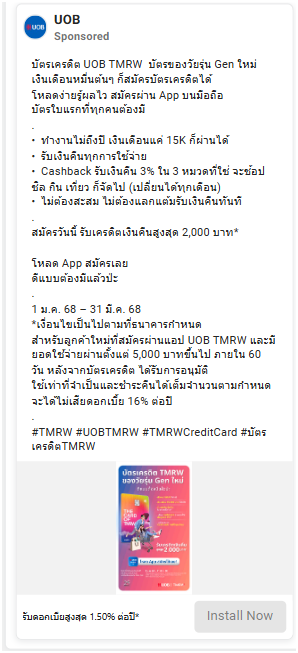 UOB
Sponsored
บัตรเครดิต UOB TMRW บัตรของวัยรุ่น Gen ใหม่
เงินเดือนหมื่นต้นๆ ก็สมัครบัตรเครดิตได้
โหลดง่ายรู้ผลไว สมัครผ่าน App บนมือถือ
บัตรใบแรกที่ทุกคนต้องมี
.
• ทำงานไม่ถึงปี เงินเดือนแค่ 15K ก็ผ่านได้
• รับเงินคืนทุกการใช้จ่าย
• Cashback รับเงินคืน 3% ใน 3 หมวดที่ใช่ จะช้อป
ชิล กิน เที่ยว ก็จัดไป (เปลี่ยนได้ทุกเดือน)
• ไม่ต้องสะสม ไม่ต้องแลกแต้มรับเงินคืนทันที
.
สมัครวันนี้ รับเครดิตเงินคืนสูงสุด 2,000 บาท*
โหลด App สมัครเลย
ดีแบบต้องมีแล้วป่ะ
.
1 ม.ค. 68 – 31 มี.ค. 68
*เงื่อนไขเป็นไปตามที่ธนาคารกำหนด
สำหรับลูกค้าใหม่ที่สมัครผ่านแอป UOB TMRW และมี
ยอดใช้จ่ายผ่านตั้งแต่ 5,000 บาทขึ้นไป ภายใน 60
วัน หลังจากบัตรเครดิต ได้รับการอนุมัติ
ใช้เท่าที่จำเป็นและชำระคืนได้เต็มจำนวนตามกำหนด
จะได้ไม่เสียดอกเบี้ย 16% ต่อปี
.
#TMRW #UOBTMRW #TMRWCreditCard #บัตร
เครดิตTMRW
บัตรเครดิต TMRW
ของวัยรุ่น Gen ใหม่
THE
CARD
OF
TMRW
2,000
รับดอกเบี้ยสูงสุด 1.50% ต่อปี*
Install Now